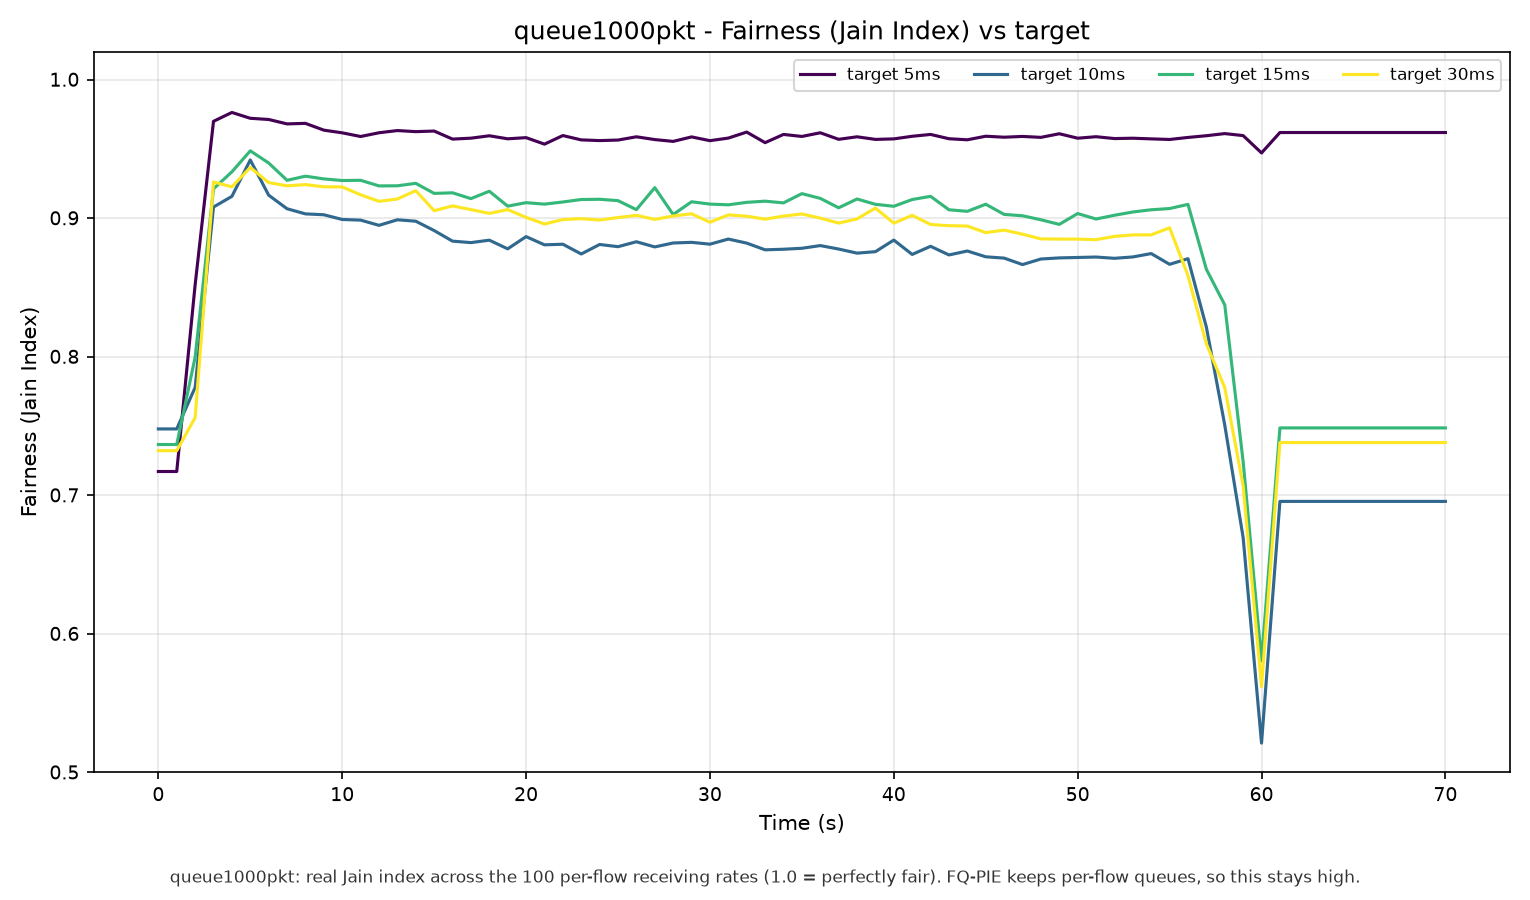 queue1000pkt - Fairness (Jain Index) vs target
target 5ms target 10ms target 15ms target 30ms
Fairness (Jain Index)
1.0
0.9
0.8
0.7
0.6
0.5
0 10 20 30 40 50 60 70
Time (s)
queue1000pkt: real Jain index across the 100 per-flow receiving rates (1.0 = perfectly fair). FQ-PIE keeps per-flow queues, so this stays high.